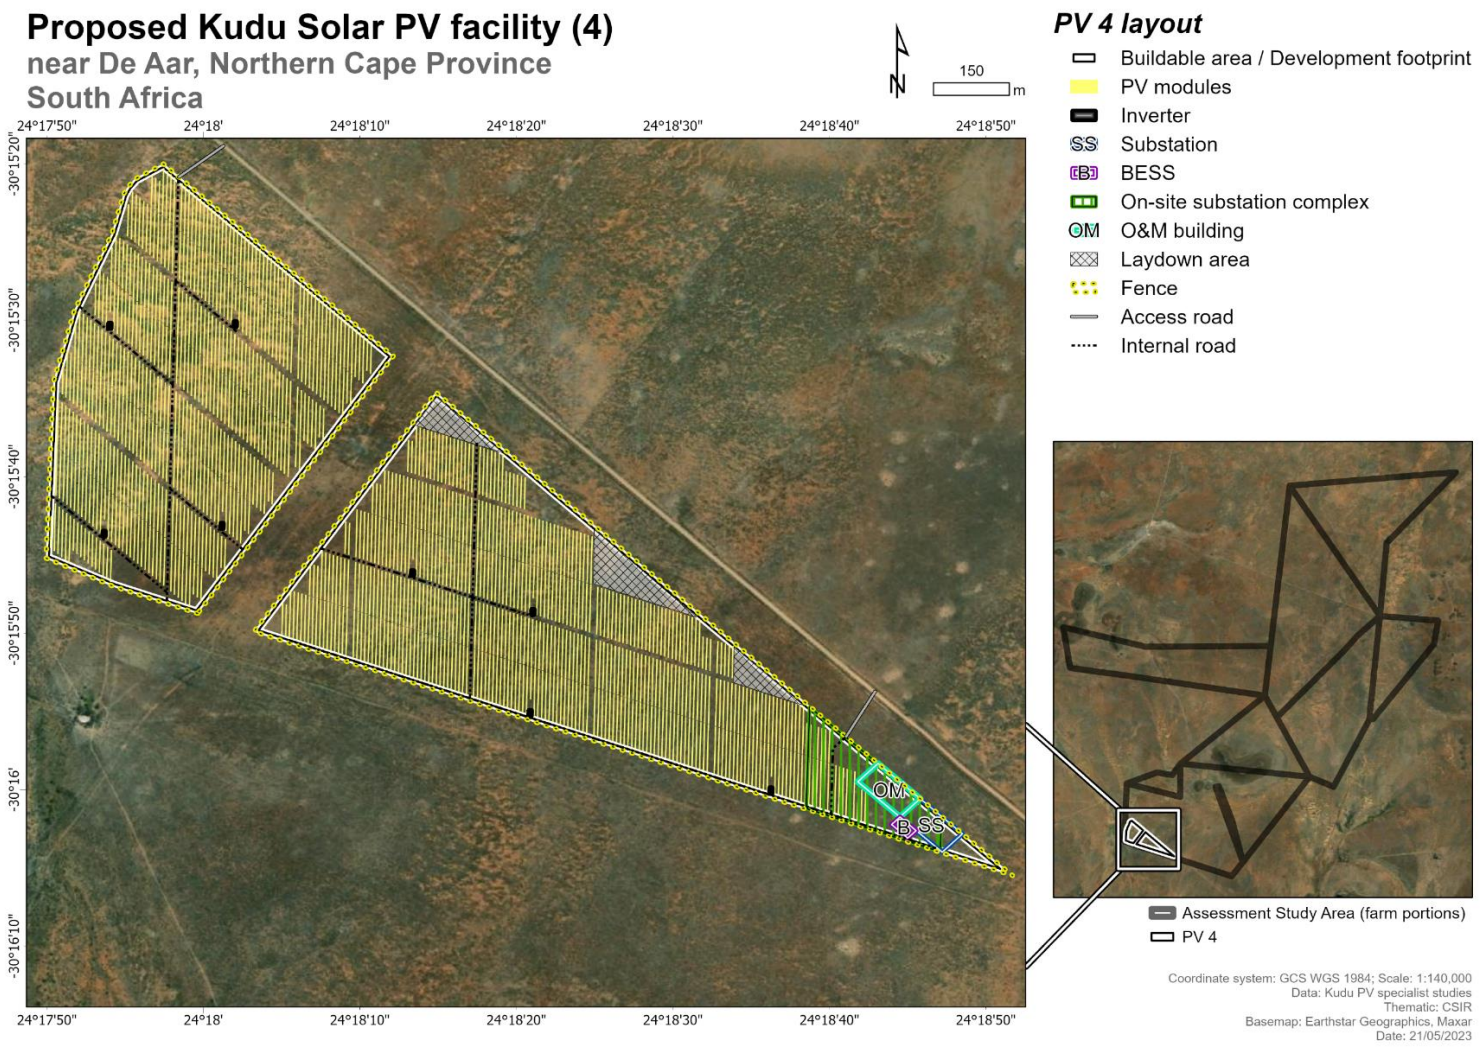 Proposed Kudu Solar PV facility (4)
near De Aar, Northern Cape Province
South Africa
N
150
m
PV 4 layout
Buildable area / Development footprint
PV modules
Inverter
SS Substation
B BESS
On-site substation complex
OM O&M building
Laydown area
Fence
Access road
Internal road
24°17'50" 24°18' 24°18'10" 24°18'20" 24°18'30" 24°18'40" 24°18'50"
-30°15'20"
-30°15'30"
-30°15'40"
-30°15'50"
-30°16'
-30°16'10"
OM
B
SS
24°17'50" 24°18' 24°18'10" 24°18'20" 24°18'30" 24°18'40" 24°18'50"
Assessment Study Area (farm portions)
PV 4
Coordinate system: GCS WGS 1984; Scale: 1:140,000
Data: Kudu PV specialist studies
Thematic: CSIR
Basemap: Earthstar Geographics, Maxar
Date: 21/05/2023